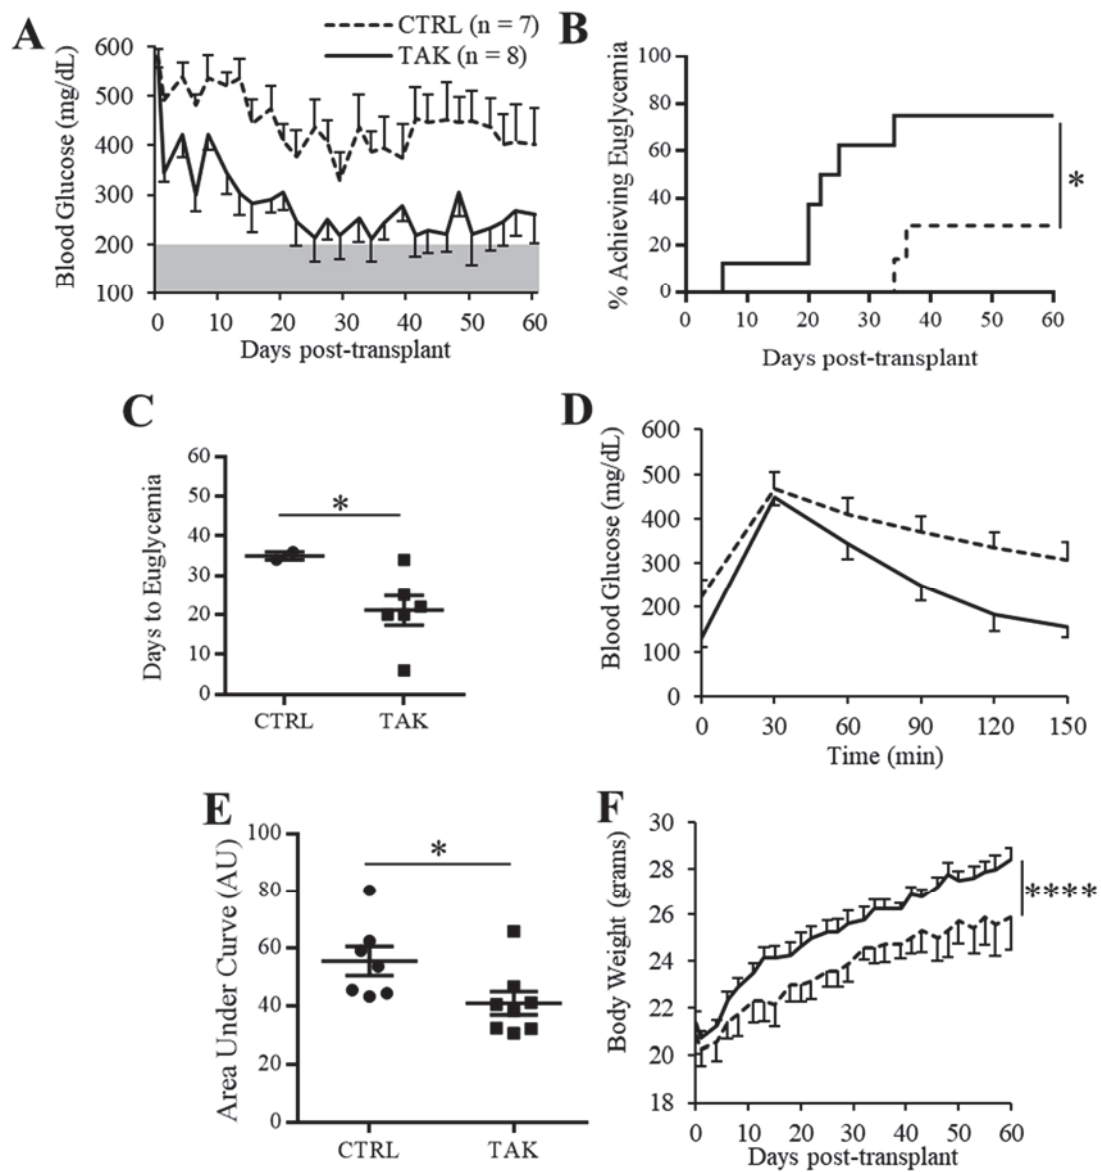 A
CTRL (n = 7)
TAK (n = 8)
Blood Glucose (mg/dL)
600
500
400
300
200
100
0 10 20 30 40 50 60
Days post-transplant
B
% Achieving Euglycemia
100
80
60
40
20
0
*
0 10 20 30 40 50 60
Days post-transplant
C
Days to Euglycemia
60
50
40
30
20
10
0
*
CTRL TAK
D
Blood Glucose (mg/dL)
600
500
400
300
200
100
0
0 30 60 90 120 150
Time (min)
E
Area Under Curve (AU)
100
80
60
40
20
0
*
CTRL TAK
F
Body Weight (grams)
30
28
26
24
22
20
18
****
0 10 20 30 40 50 60
Days post-transplant